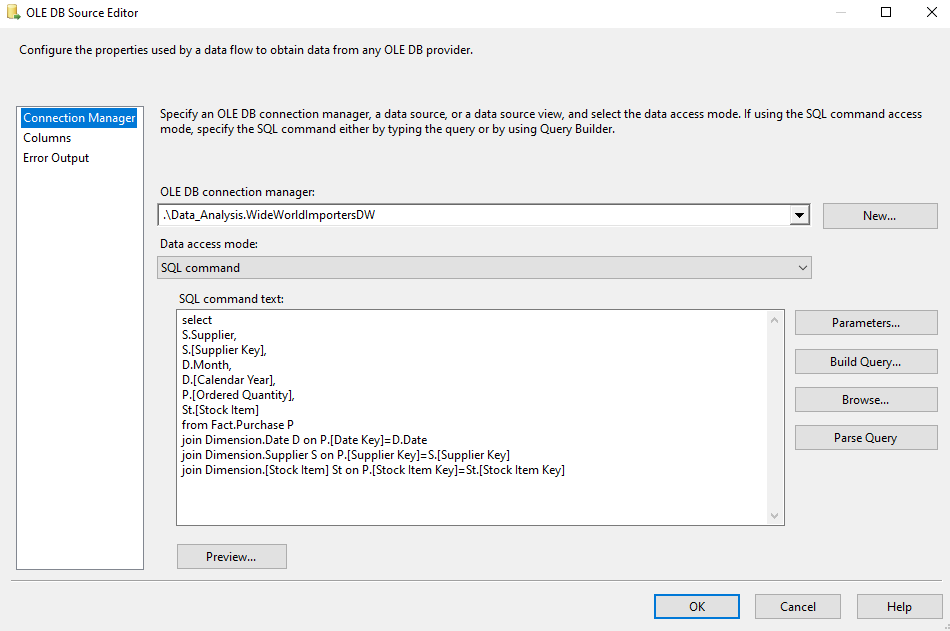 OLE DB Source Editor
Configure the properties used by a data flow to obtain data from any OLE DB provider.
Connection Manager
Columns
Error Output
Specify an OLE DB connection manager, a data source, or a data source view, and select the data access mode. If using the SQL command access
mode, specify the SQL command either by typing the query or by using Query Builder.
OLE DB connection manager:
.\Data_Analysis.WideWorldImportersDW
New...
Data access mode:
SQL command
SQL command text:
select
S.Supplier,
S.[Supplier Key],
D.Month,
D.[Calendar Year],
P.[Ordered Quantity],
St.[Stock Item]
from Fact.Purchase P
join Dimension.Date D on P.[Date Key]=D.Date
join Dimension.Supplier S on P.[Supplier Key]=S.[Supplier Key]
join Dimension.[Stock Item] St on P.[Stock Item Key]=St.[Stock Item Key]
Parameters...
Build Query...
Browse...
Parse Query
Preview...
OK
Cancel
Help